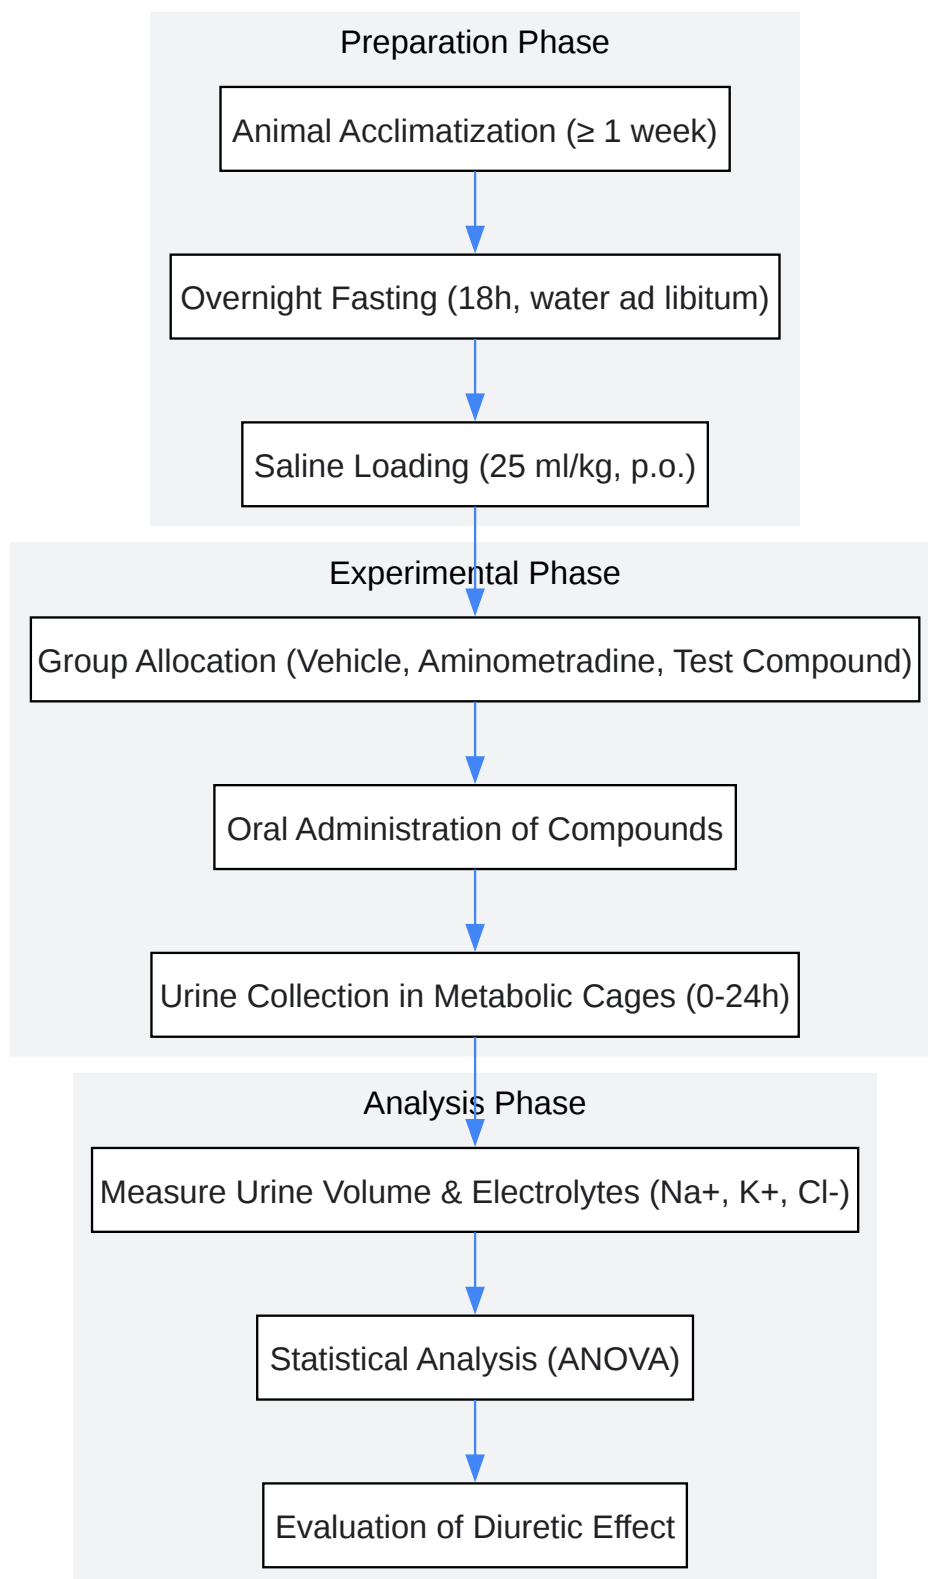 Preparation Phase
Animal Acclimatization (≥ 1 week)
Overnight Fasting (18h, water ad libitum)
Saline Loading (25 ml/kg, p.o.)
Experimental Phase
Group Allocation (Vehicle, Aminometradine, Test Compound)
Oral Administration of Compounds
Urine Collection in Metabolic Cages (0-24h)
Analysis Phase
Measure Urine Volume & Electrolytes (Na+, K+, Cl-)
Statistical Analysis (ANOVA)
Evaluation of Diuretic Effect